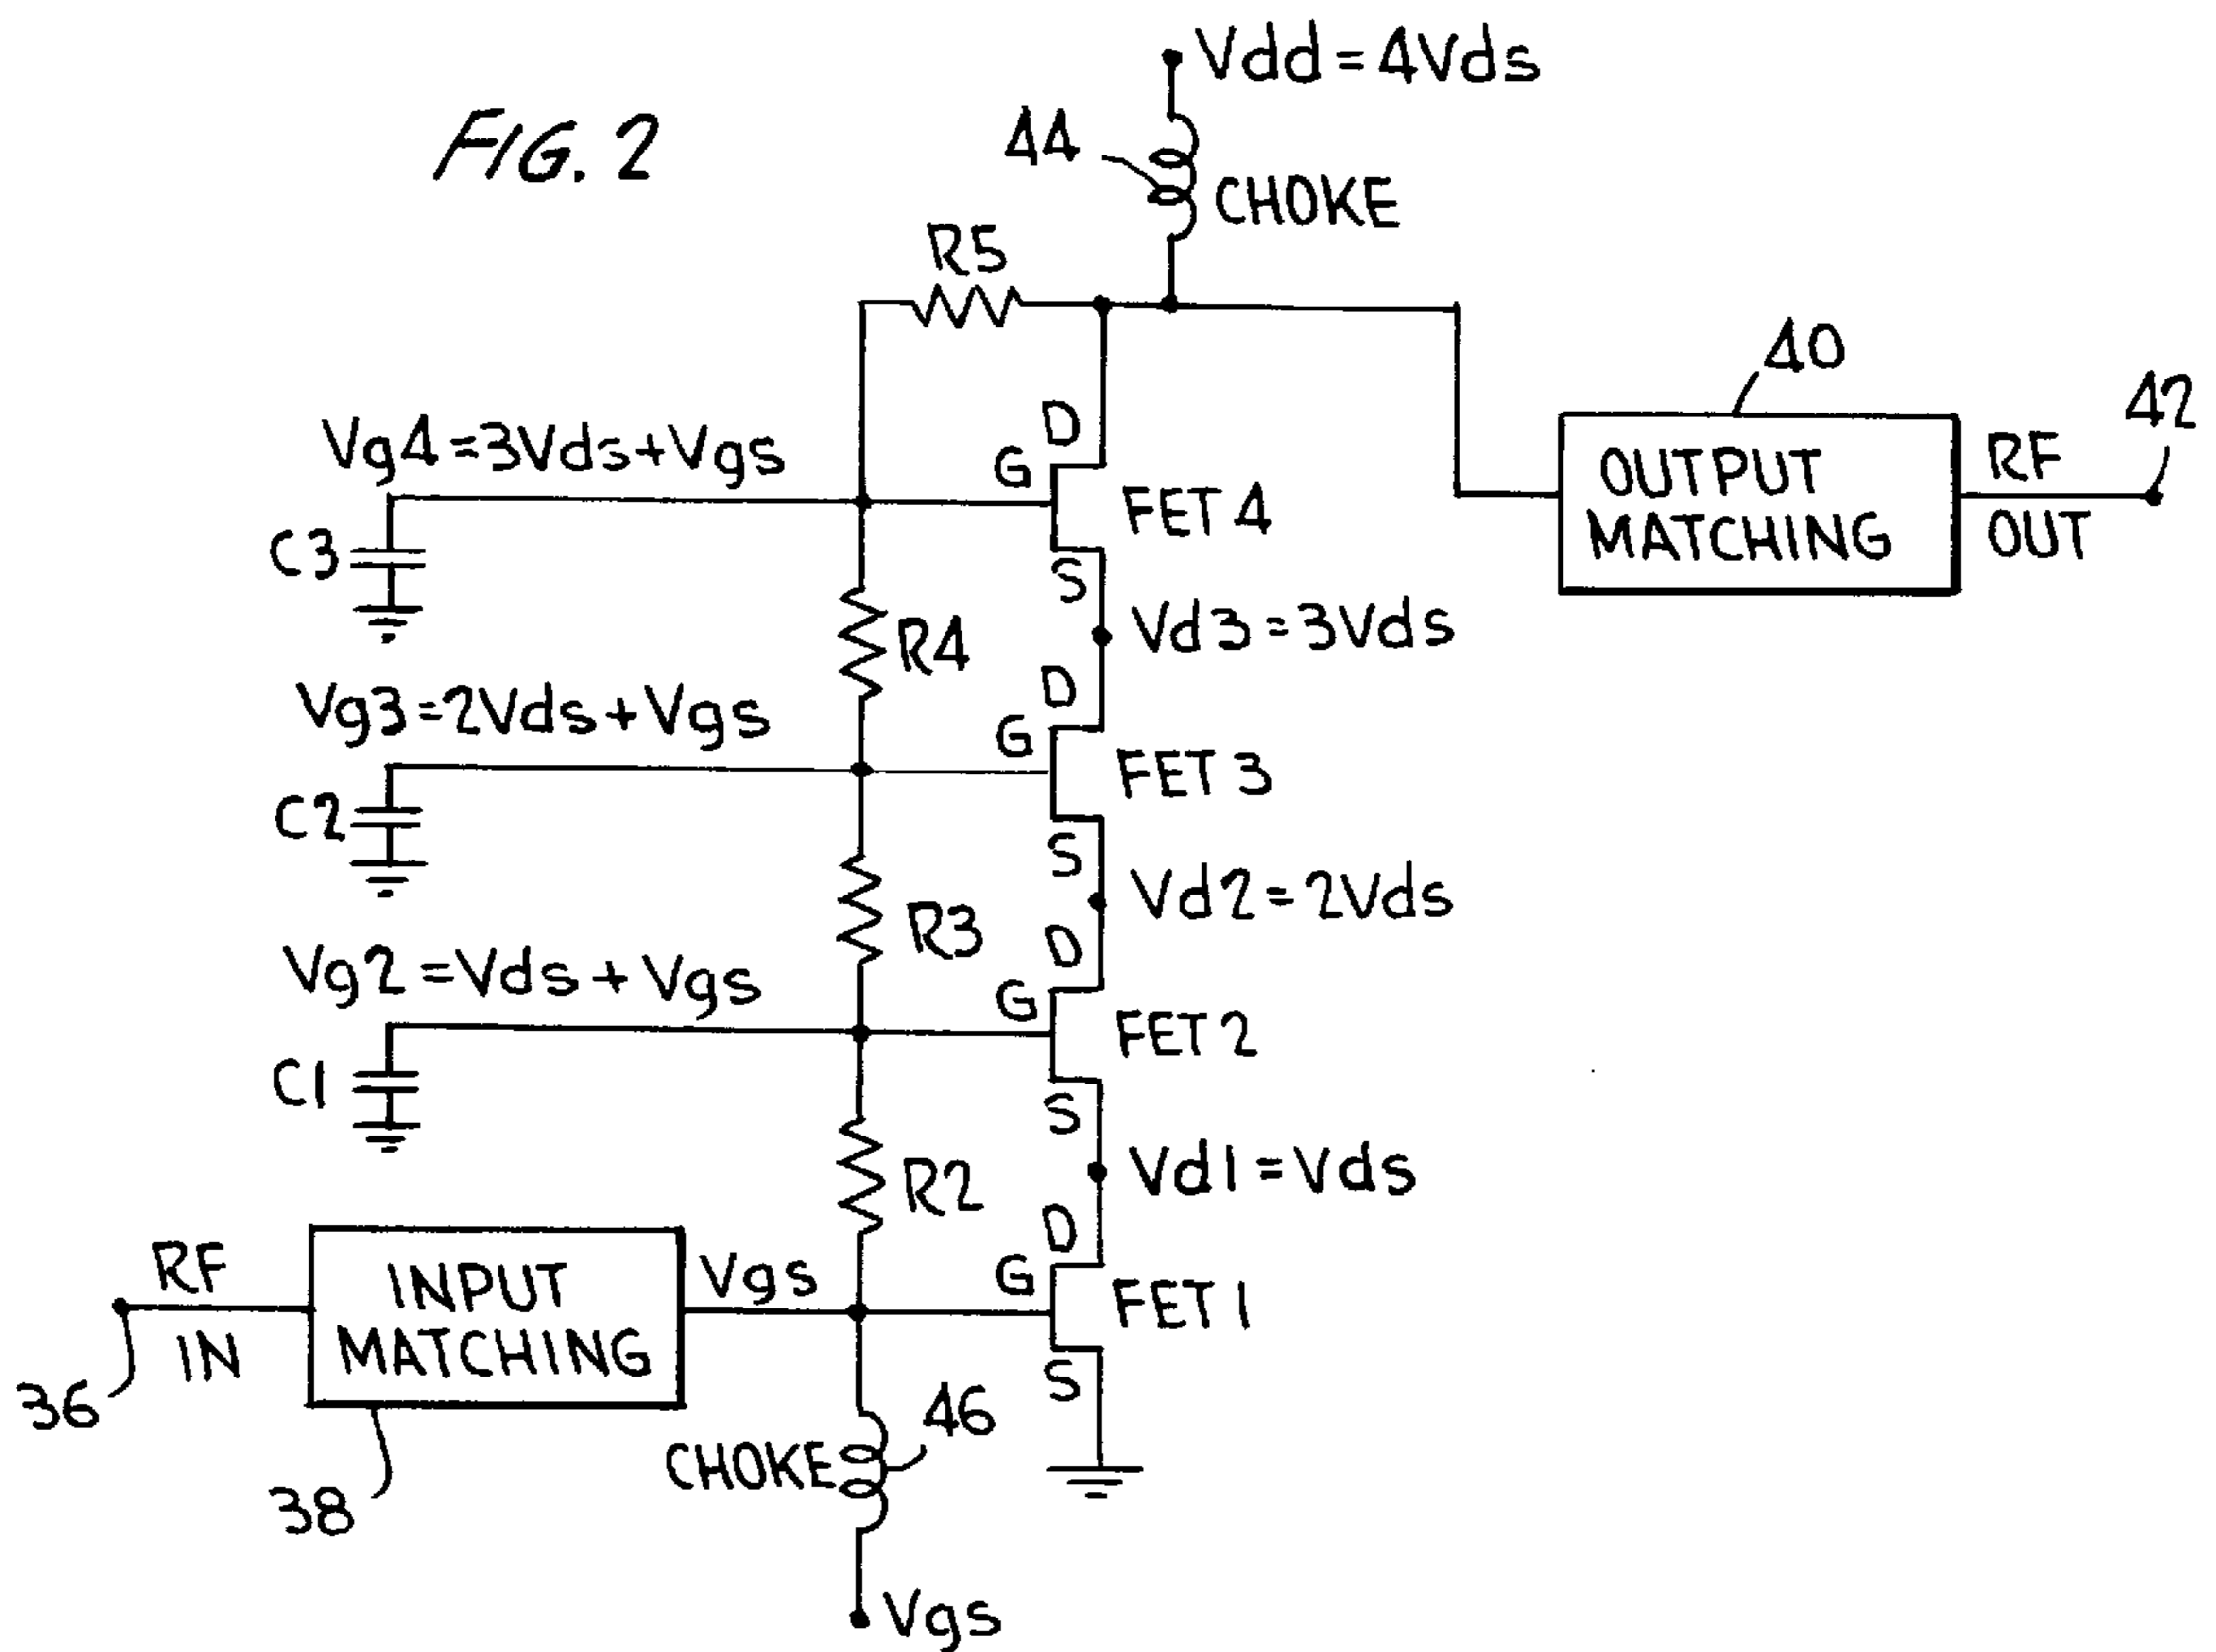 FIG. 2
Vdd = 4Vds
44
CHOKE
R5
40
42
Vg4 = 3Vds + Vgs
D
G
FET 4
S
OUTPUT
MATCHING
RF
OUT
C3
R4
Vd3 = 3Vds
Vg3 = 2Vds + Vgs
D
G
FET 3
S
C2
R3
Vd2 = 2Vds
Vg2 = Vds + Vgs
D
G
FET 2
S
C1
R2
Vd1 = Vds
RF
IN
INPUT
MATCHING
Vgs
D
G
FET 1
S
36
38
CHOKE
46
Vgs